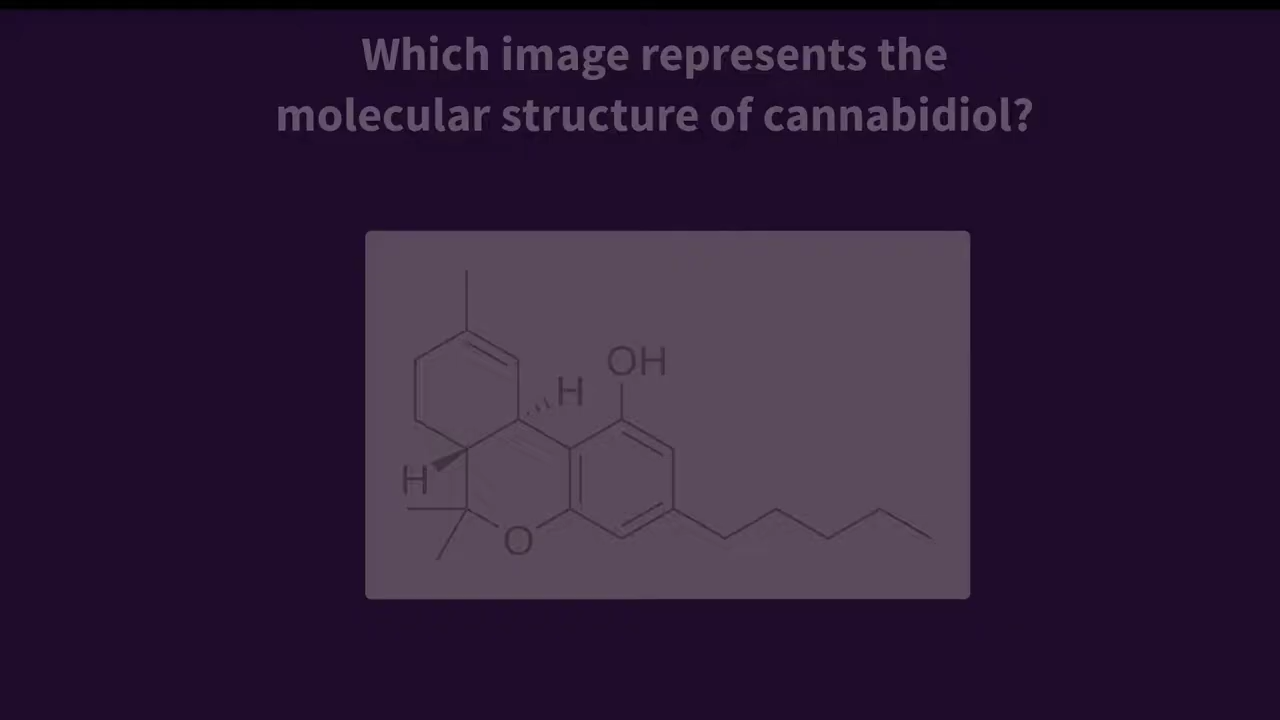 Which image represents the
molecular structure of cannabidiol?
OH
H
H
O